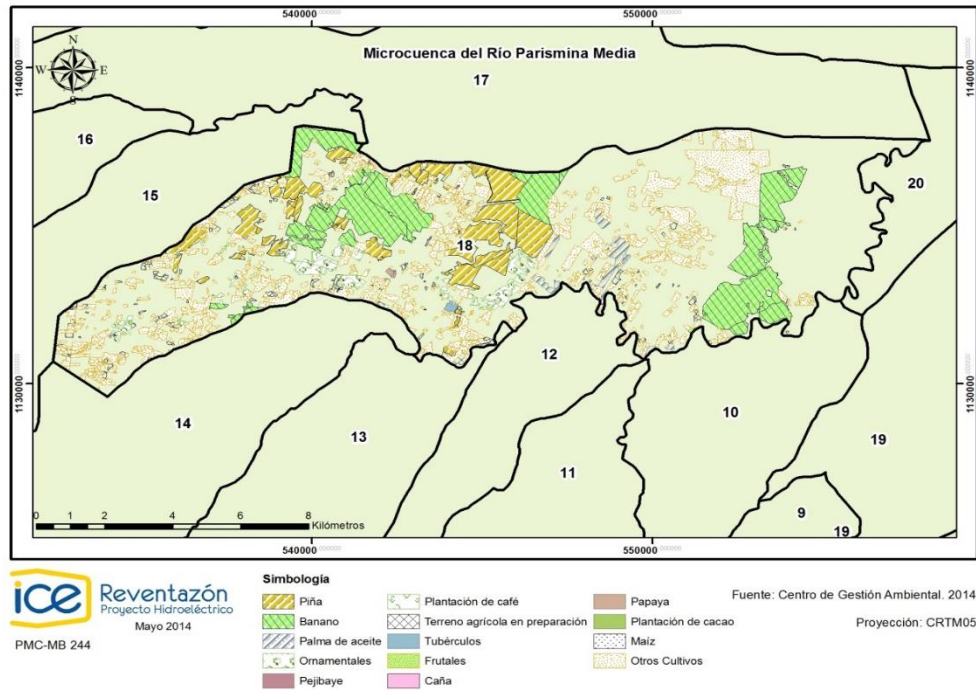 540000
550000
Microcuenca del Río Parismina Media
N
W E
S
1140000
1140000
17
16
15
20
18
12
14
13
10
11
19
9
19
1130000
1130000
0 2 4 6 8
Kilómetros
540000
550000
ice Reventazón
Proyecto Hidroeléctrico
Mayo 2014
PMC-MB 244
Simbología
Piña
Banano
Palma de aceite
Ornamentales
Pejibaye
Plantación de café
Terreno agrícola en preparación
Tubérculos
Frutales
Caña
Papaya
Plantación de cacao
Maíz
Otros Cultivos
Fuente: Centro de Gestión Ambiental. 2014
Proyección: CRTM05